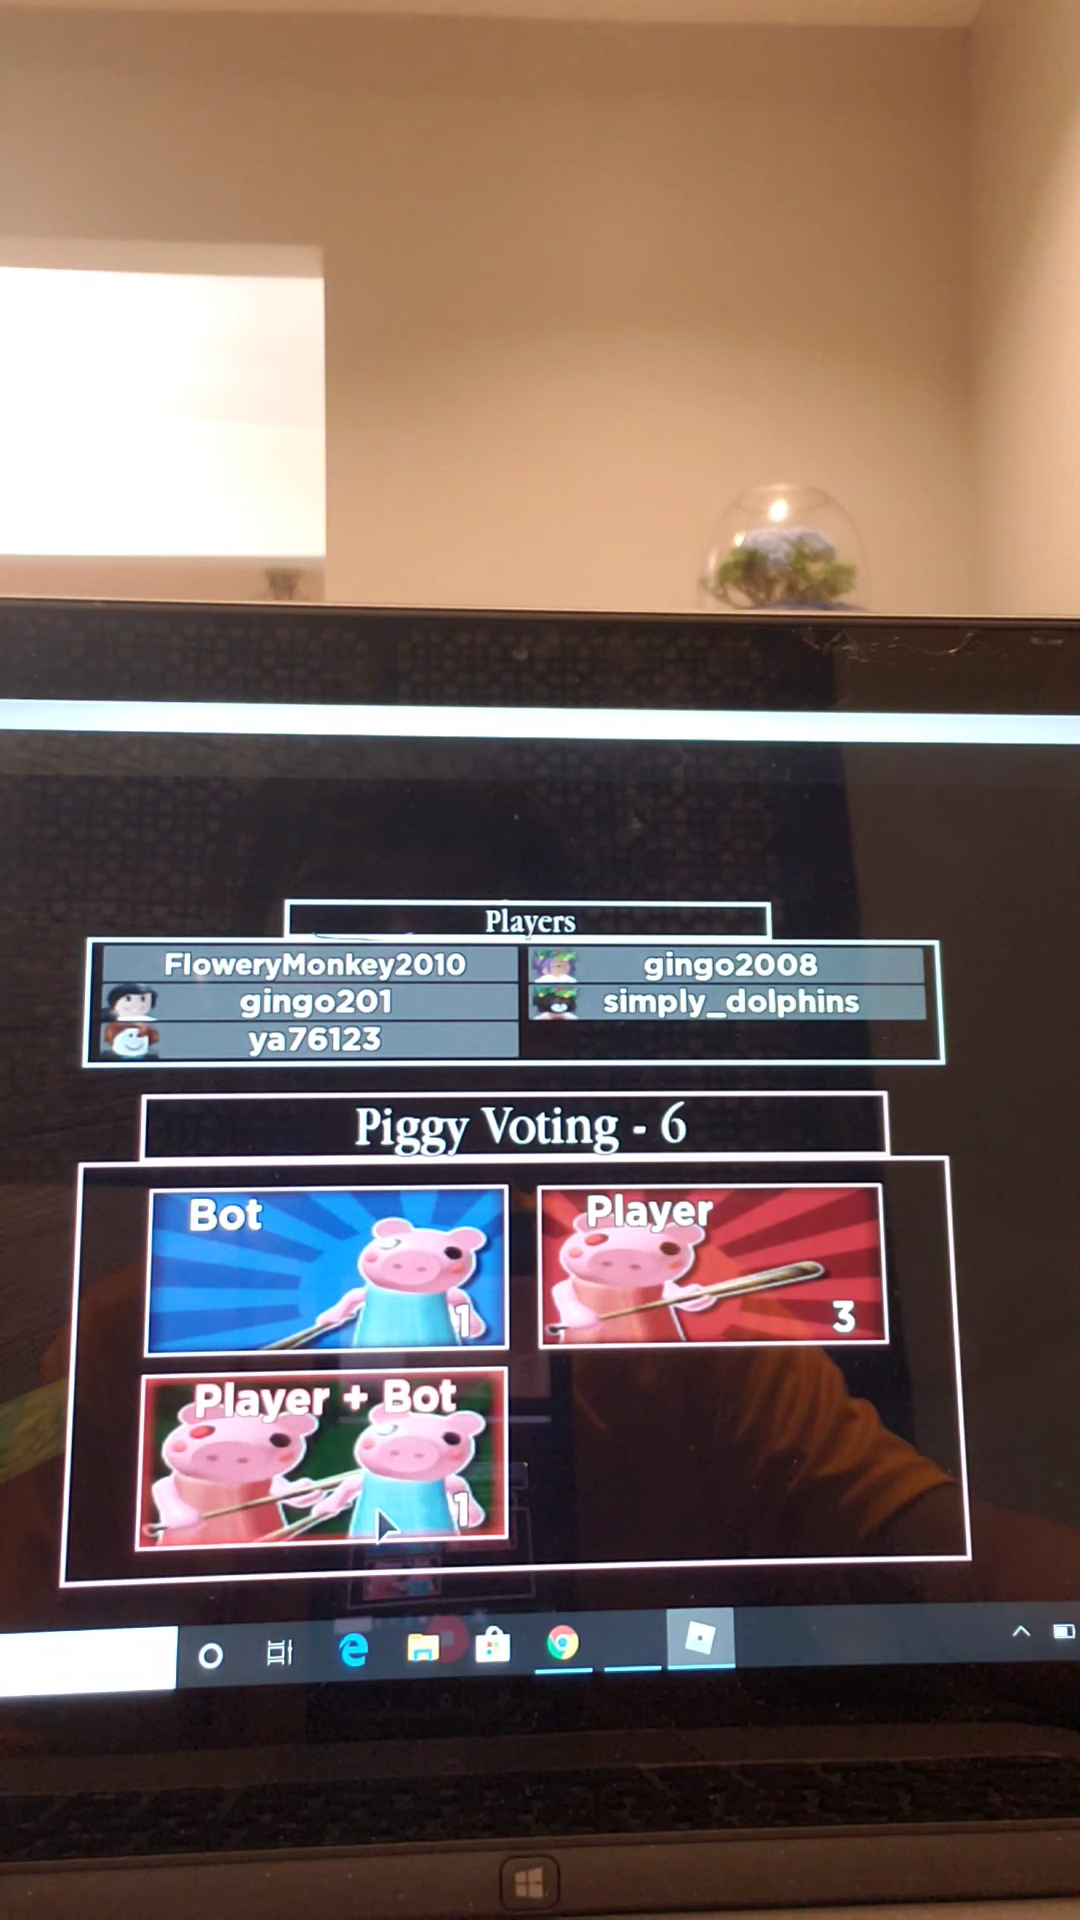 Players
FloweryMonkey2010
gingo2008
gingo201
simply_dolphins
ya76123
Piggy Voting - 6
Bot
1
Player
3
Player + Bot
1